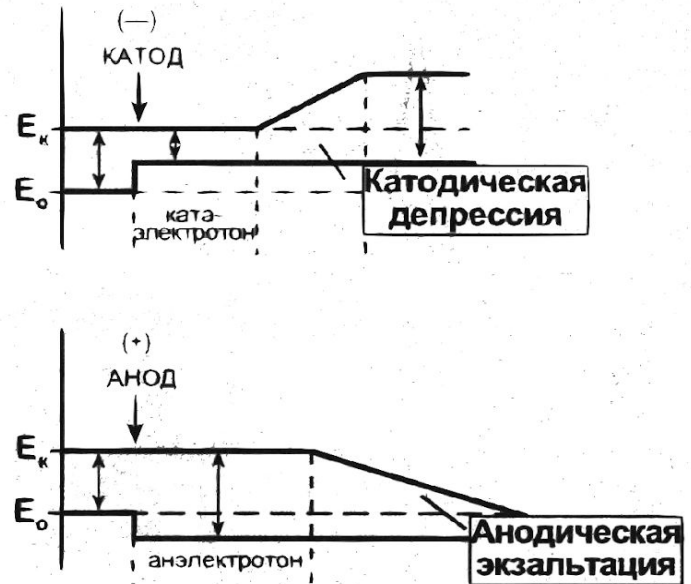 (—)
КАТОД
Eк
Eо
Катодическая
депрессия
ката-
электротон
(+)
АНОД
Eк
Eо
Анодическая
экзальтация
анэлектротон